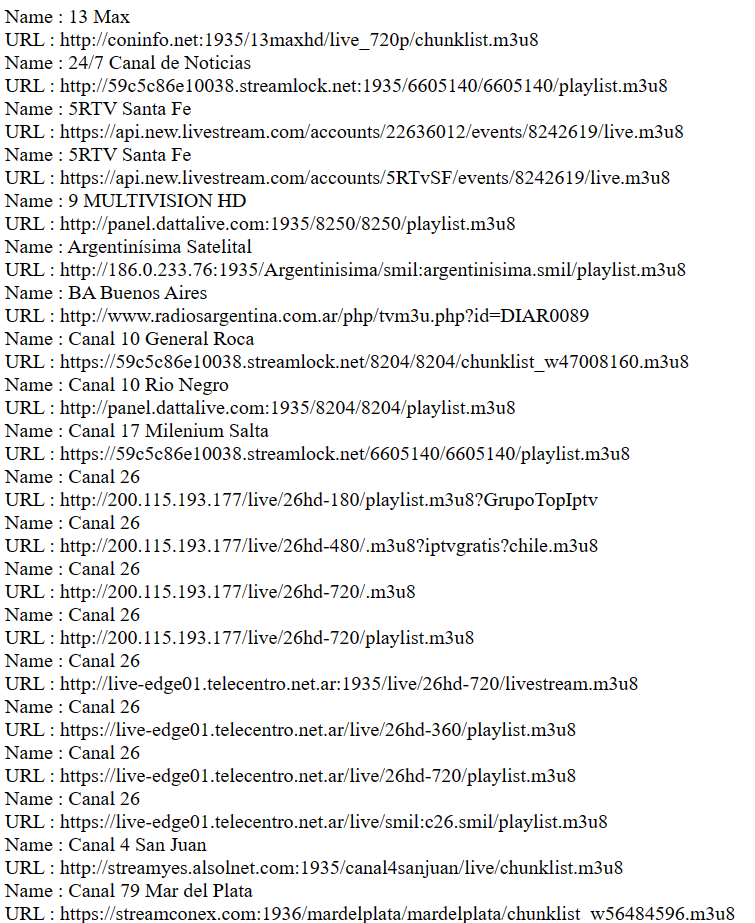 Name : 13 Max
URL : http://coninfo.net:1935/13maxhd/live_720p/chunklist.m3u8
Name : 24/7 Canal de Noticias
URL : http://59c5c86e10038.streamlock.net:1935/6605140/6605140/playlist.m3u8
Name : 5RTV Santa Fe
URL : https://api.new.livestream.com/accounts/22636012/events/8242619/live.m3u8
Name : 5RTV Santa Fe
URL : https://api.new.livestream.com/accounts/5RTvSF/events/8242619/live.m3u8
Name : 9 MULTIVISION HD
URL : http://panel.dattalive.com:1935/8250/8250/playlist.m3u8
Name : Argentinísima Satelital
URL : http://186.0.233.76:1935/Argentinisima/smil:argentinisima.smil/playlist.m3u8
Name : BA Buenos Aires
URL : http://www.radiosargentina.com.ar/php/tvm3u.php?id=DIAR0089
Name : Canal 10 General Roca
URL : https://59c5c86e10038.streamlock.net/8204/8204/chunklist_w47008160.m3u8
Name : Canal 10 Rio Negro
URL : http://panel.dattalive.com:1935/8204/8204/playlist.m3u8
Name : Canal 17 Milenium Salta
URL : https://59c5c86e10038.streamlock.net/6605140/6605140/playlist.m3u8
Name : Canal 26
URL : http://200.115.193.177/live/26hd-180/playlist.m3u8?GrupoTopIptv
Name : Canal 26
URL : http://200.115.193.177/live/26hd-480/.m3u8?iptvgratis?chile.m3u8
Name : Canal 26
URL : http://200.115.193.177/live/26hd-720/.m3u8
Name : Canal 26
URL : http://200.115.193.177/live/26hd-720/playlist.m3u8
Name : Canal 26
URL : http://live-edge01.telecentro.net.ar:1935/live/26hd-720/livestream.m3u8
Name : Canal 26
URL : https://live-edge01.telecentro.net.ar/live/26hd-360/playlist.m3u8
Name : Canal 26
URL : https://live-edge01.telecentro.net.ar/live/26hd-720/playlist.m3u8
Name : Canal 26
URL : https://live-edge01.telecentro.net.ar/live/smil:c26.smil/playlist.m3u8
Name : Canal 4 San Juan
URL : http://streamyes.alsolnet.com:1935/canal4sanjuan/live/chunklist.m3u8
Name : Canal 79 Mar del Plata
URL : https://streamconex.com:1936/mardelplata/mardelplata/chunklist_w56484596.m3u8